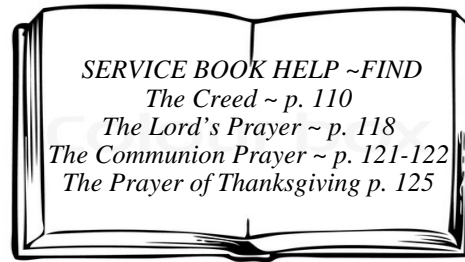 SERVICE BOOK HELP ~FIND
The Creed ~ p. 110
The Lord's Prayer ~ p. 118
The Communion Prayer ~ p. 121-122
The Prayer of Thanksgiving p. 125